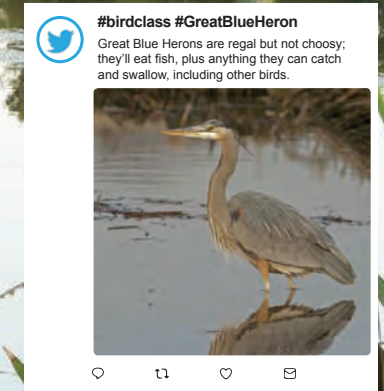 #birdclass #GreatBlueHeron
Great Blue Herons are regal but not choosy;
they’ll eat fish, plus anything they can catch
and swallow, including other birds.